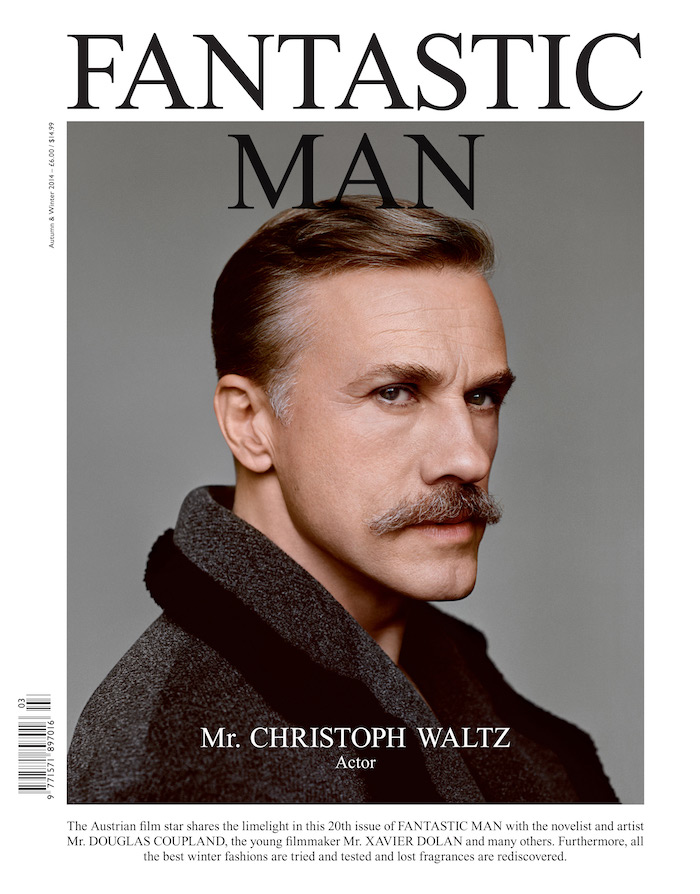 FANTASTIC
MAN
Autumn & Winter 2014 – £6.00 / $14.99
Mr. CHRISTOPH WALTZ
Actor
03
9 771571 897016
The Austrian film star shares the limelight in this 20th issue of FANTASTIC MAN with the novelist and artist
Mr. DOUGLAS COUPLAND, the young filmmaker Mr. XAVIER DOLAN and many others. Furthermore, all
the best winter fashions are tried and tested and lost fragrances are rediscovered.